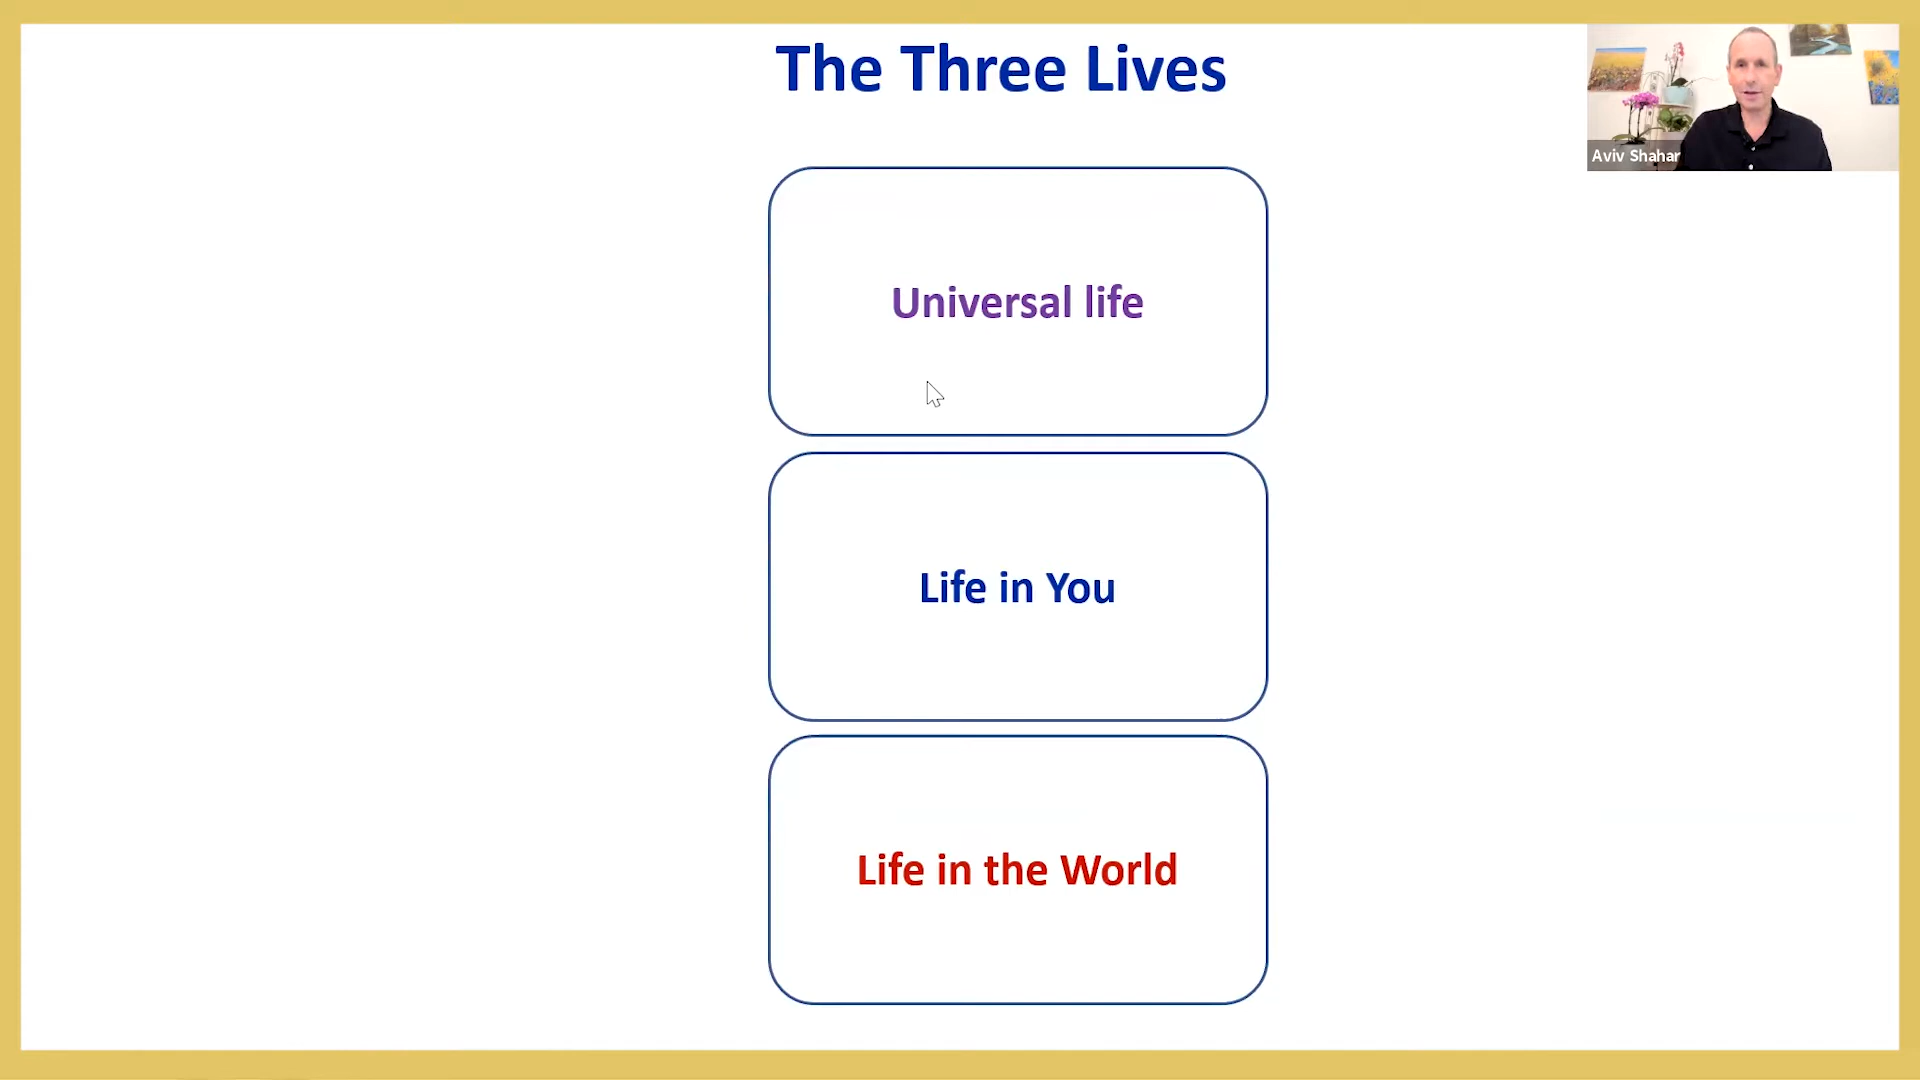 The Three Lives
Aviv Shahar
Universal life
Life in You
Life in the World